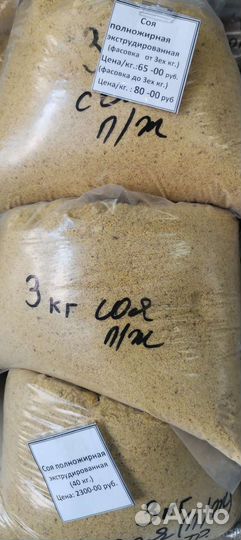 Соя
полножирная
экструдированная
(фасовка от 3ех кг.)
Цена/кг.:65 -00 руб.
(фасовка до 3ех кг.)
Цена/кг. : 80 -00 руб
3
соя
п/ж
3 кг соя
п/ж
Соя полножирная
экструдированная
(40 кг.)
Цена: 2300-00 руб.
Avito